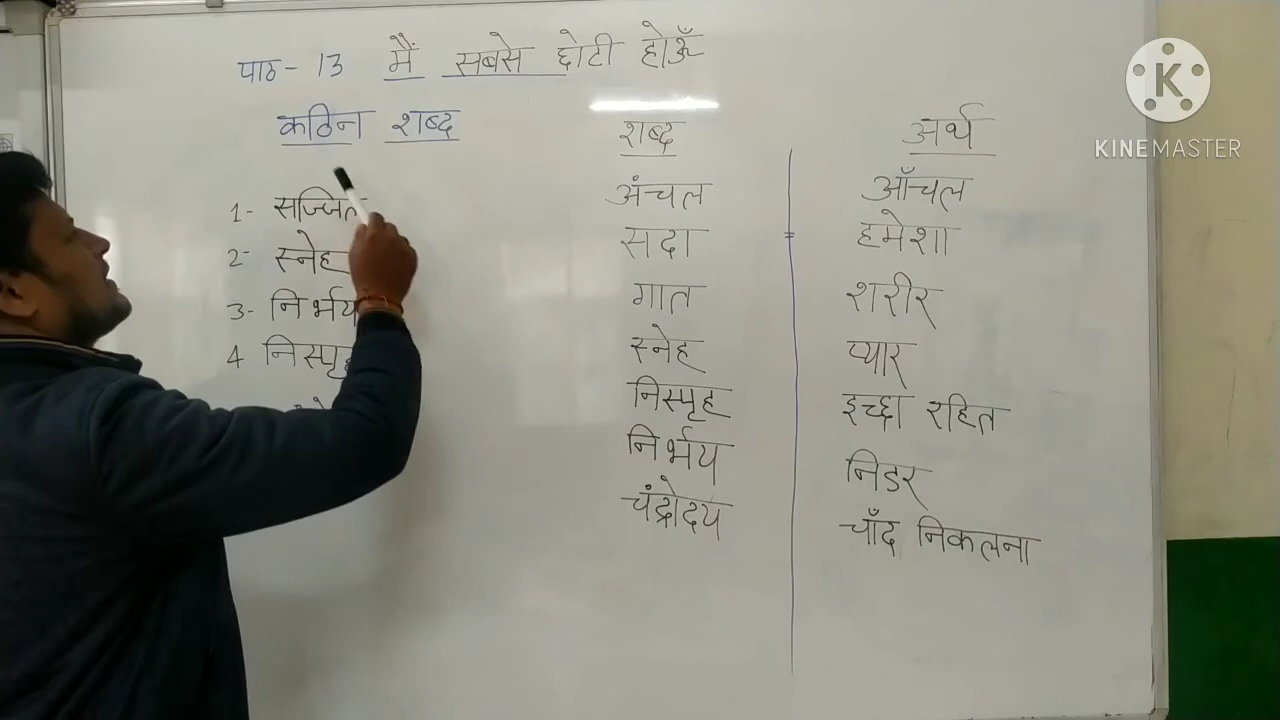 पाठ - 13 मैं सबसे छोटी होऊँ
कठिन शब्द
1- सज्जित
2- स्नेह
3- निर्भय
4 निस्पृह
शब्द अर्थ
अंचल आँचल
सदा = हमेशा
गात शरीर
स्नेह प्यार
निस्पृह इच्छा रहित
निर्भय निडर
चंद्रोदय चाँद निकलना
K
KINEMASTER